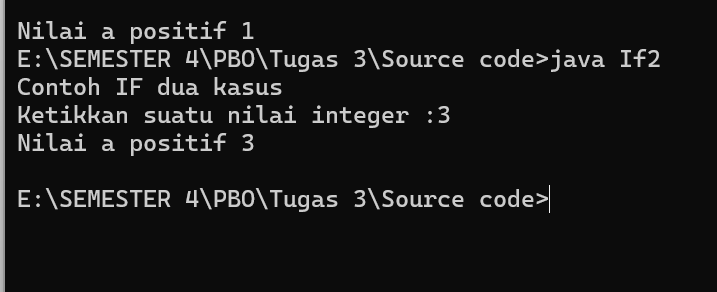 Nilai a positif 1
E:\SEMESTER 4\PBO\Tugas 3\Source code>java If2
Contoh IF dua kasus
Ketikkan suatu nilai integer :3
Nilai a positif 3
E:\SEMESTER 4\PBO\Tugas 3\Source code>